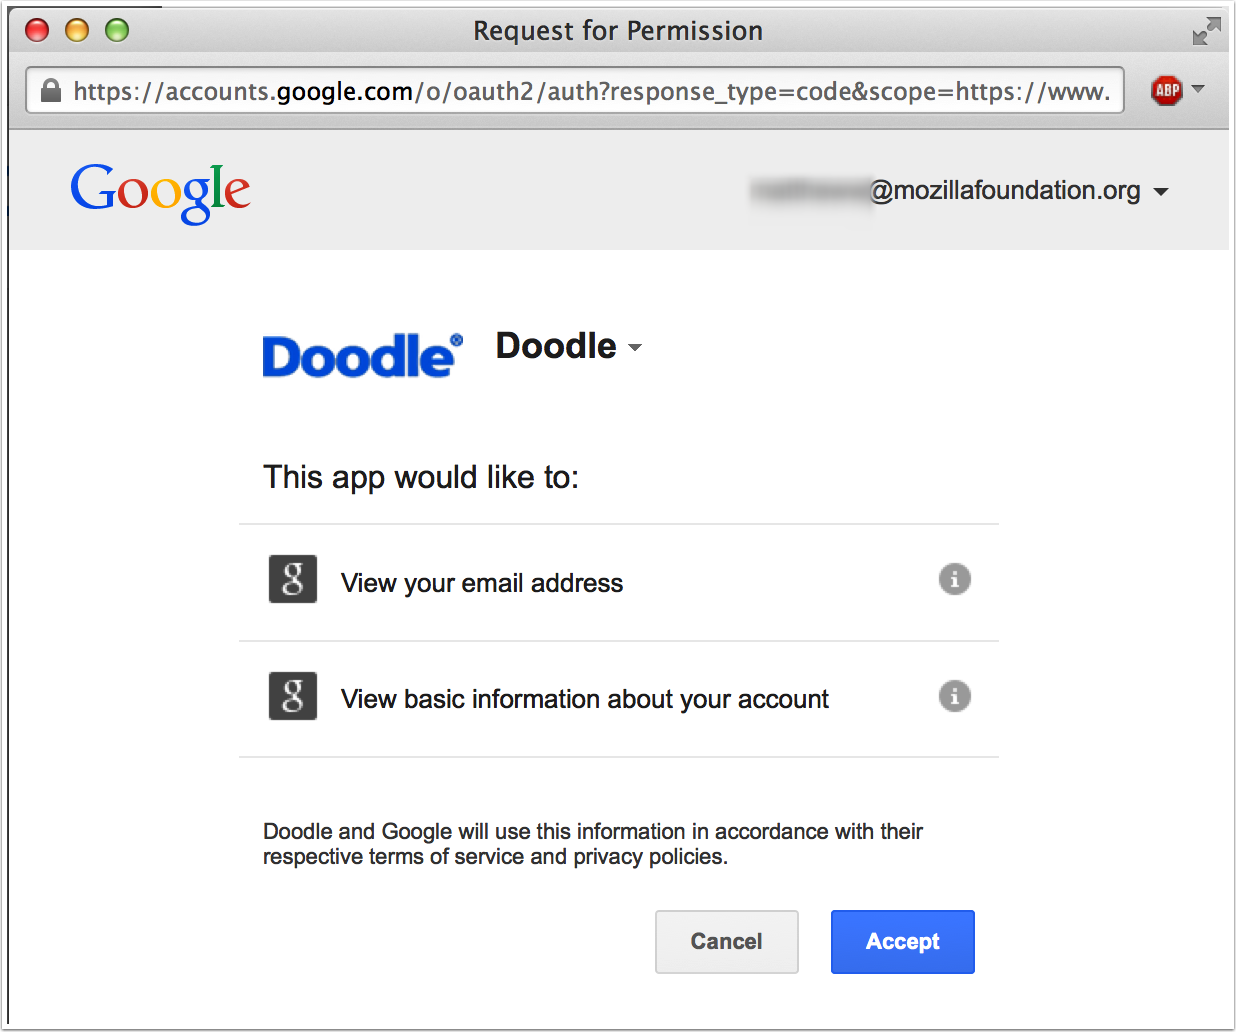 Request for Permission
https://accounts.google.com/o/oauth2/auth?response_type=code&scope=https://www.
ABP
Google
@mozillafoundation.org
Doodle® Doodle
This app would like to:
g View your email address i
g View basic information about your account i
Doodle and Google will use this information in accordance with their
respective terms of service and privacy policies.
Cancel Accept